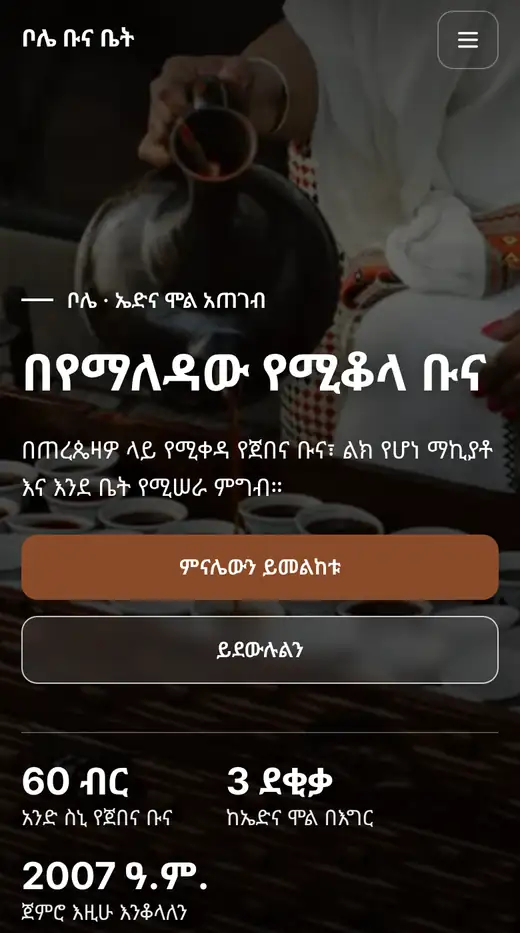 ቦሌ ቡና ቤት
ቦሌ · ኤድና ሞል አጠገብ
በየማለዳው የሚቆላ ቡና
በጠረጴዛዎ ላይ የሚቀዳ የጀበና ቡና፣ ልክ የሆነ ማኪያቶ
እና እንደ ቤት የሚሠራ ምግብ።
ምናሌውን ይመልከቱ
ይደውሉልን
60 ብር
አንድ ስኒ የጀበና ቡና
3 ደቂቃ
ከኤድና ሞል በእግር
2007 ዓ.ም.
ጀምሮ እዚሁ እንቆላለን